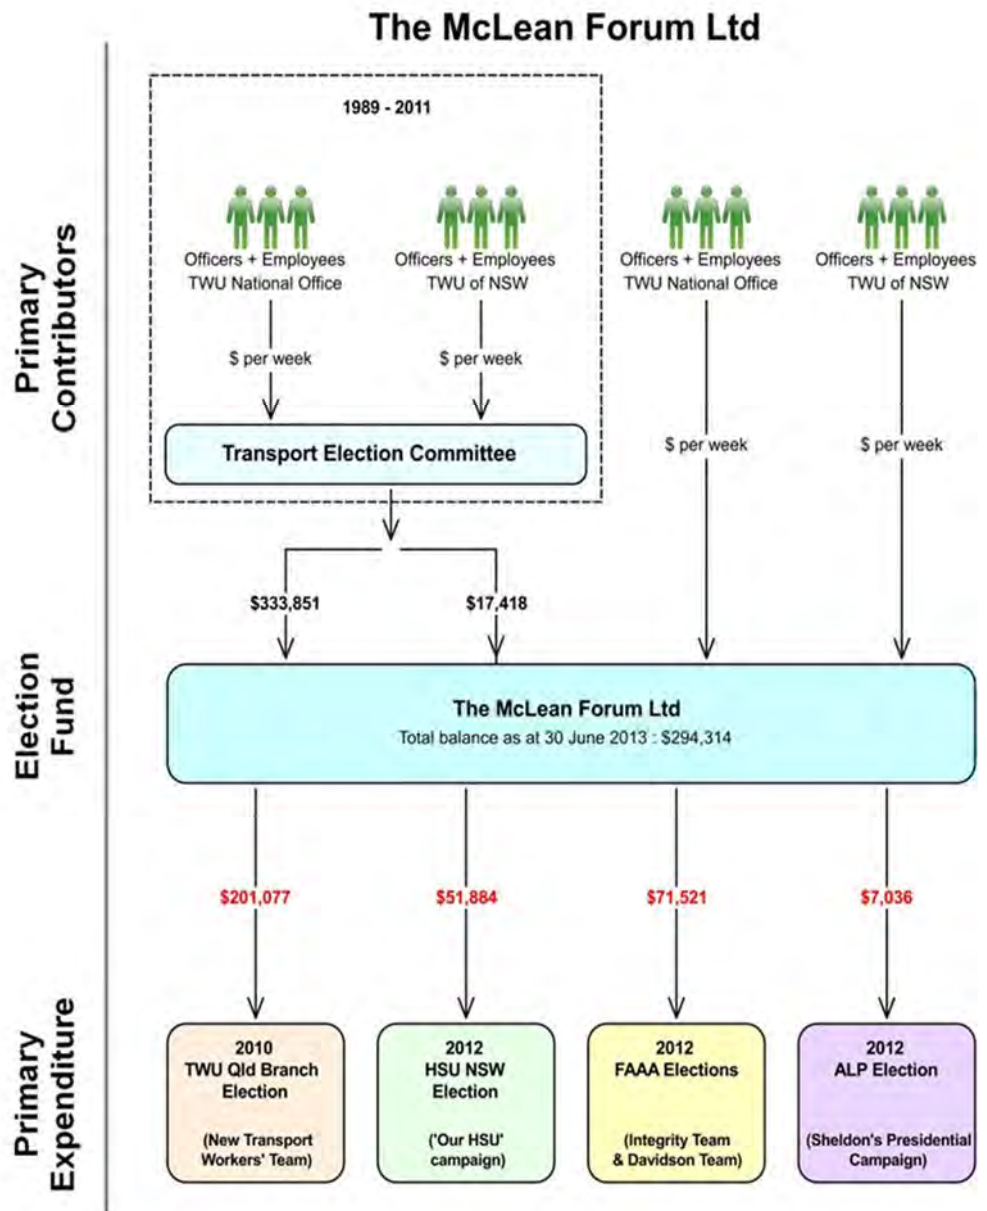 The McLean Forum Ltd
Primary
Contributors
1989 - 2011
Officers + Employees
TWU National Office
Officers + Employees
TWU of NSW
Officers + Employees
TWU National Office
Officers + Employees
TWU of NSW
$ per week
$ per week
$ per week
$ per week
Transport Election Committee
$333,851
$17,418
Election
Fund
The McLean Forum Ltd
Total balance as at 30 June 2013 : $294,314
$201,077
$51,884
$71,521
$7,036
Primary
Expenditure
2010
TWU Qld Branch
Election
(New Transport
Workers' Team)
2012
HSU NSW
Election
('Our HSU'
campaign)
2012
FAAA Elections
(Integrity Team
& Davidson Team)
2012
ALP Election
(Sheldon's Presidential
Campaign)